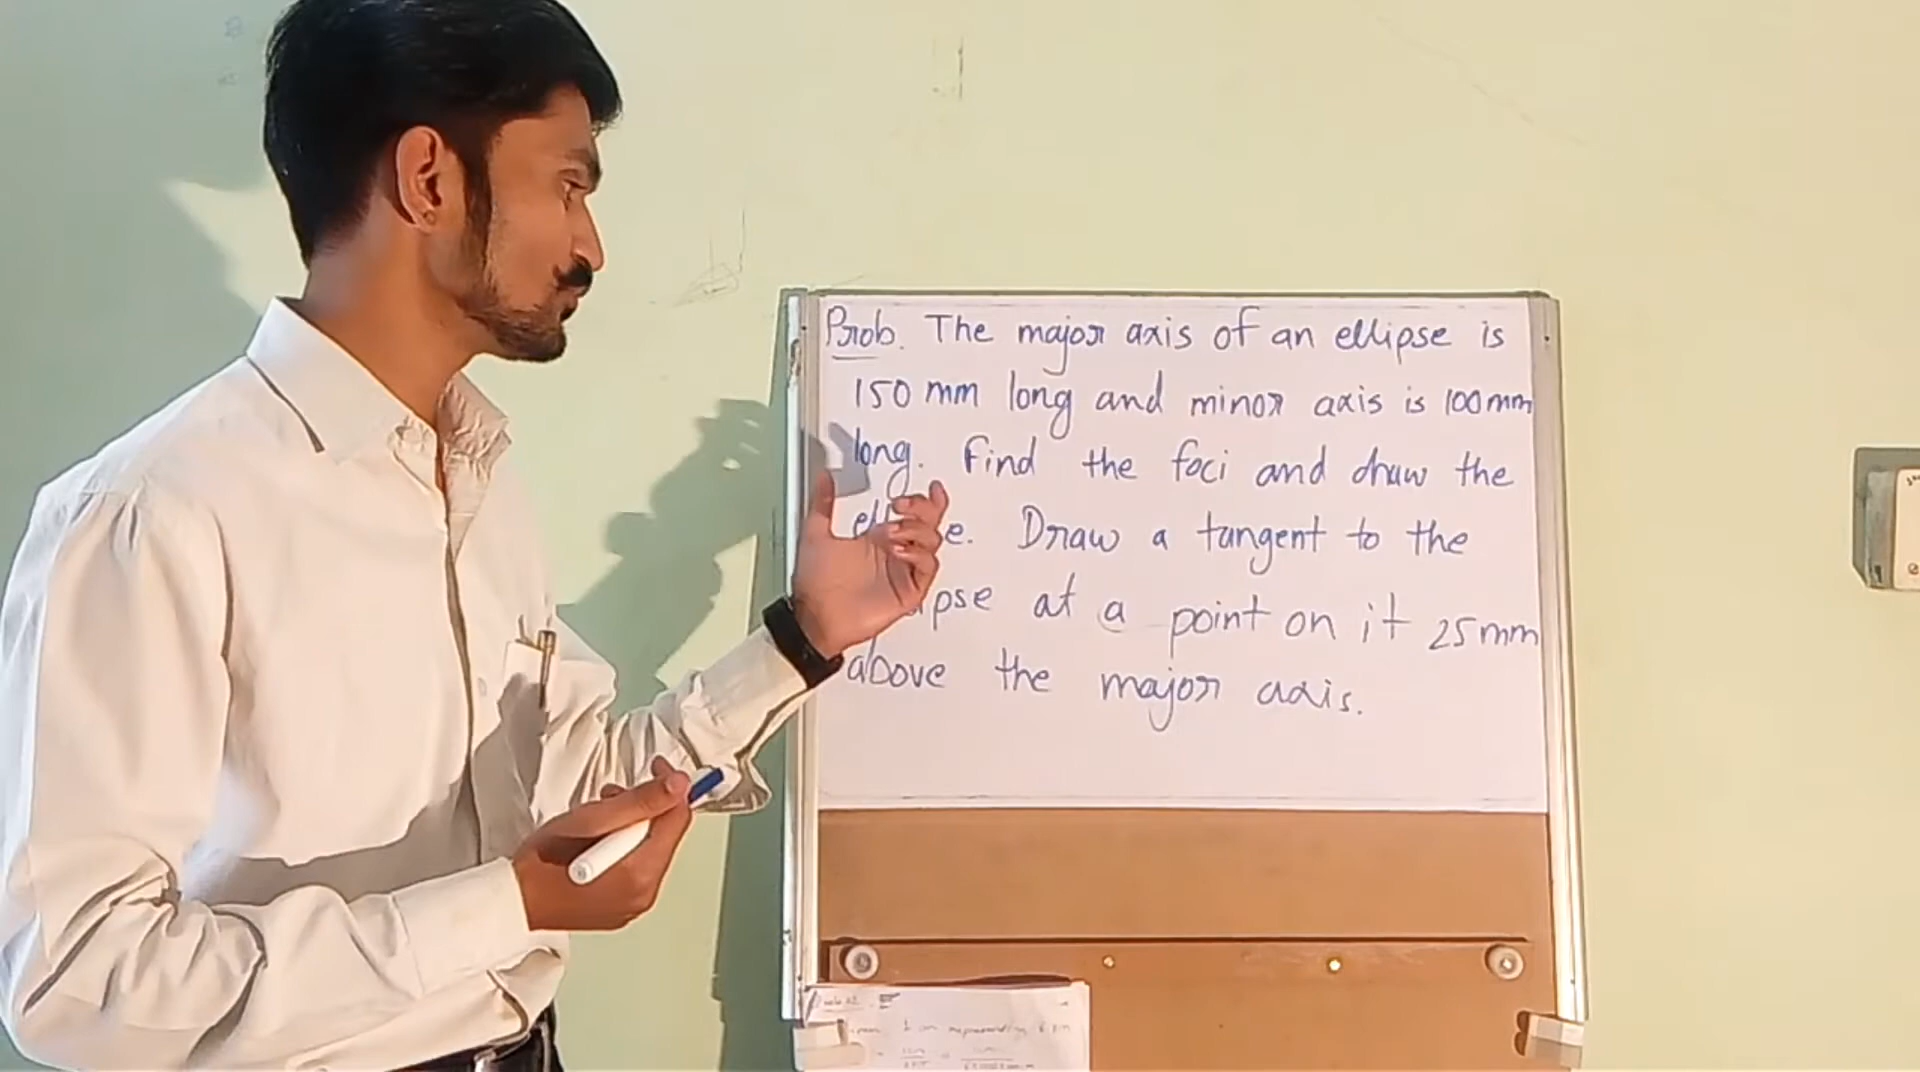 Prob. The major axis of an ellipse is
150 mm long and minor axis is 100 mm
long. Find the foci and draw the
e. Draw a tangent to the
pse at a point on it 25 mm
above the major axis.